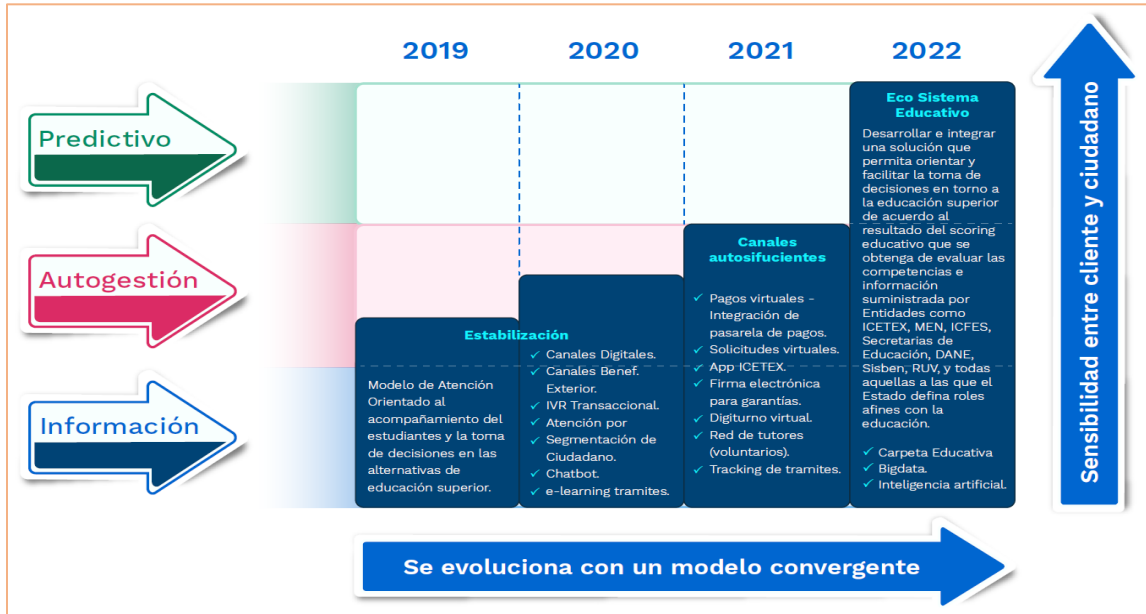 2019
2020
2021
2022
Predictivo
Autogestión
Información
Estabilización
Modelo de Atención
Orientado al
acompañamiento del
estudiantes y la toma
de decisiones en las
alternativas de
educación superior.
✓ Canales Digitales.
✓ Canales Benef.
Exterior.
✓ IVR Transaccional.
✓ Atención por
✓ Segmentación de
Ciudadano.
✓ Chatbot.
✓ e-learning tramites.
Canales
autosifucientes
✓ Pagos virtuales -
Integración de
pasarela de pagos.
✓ Solicitudes virtuales.
✓ App ICETEX.
✓ Firma electrónica
para garantías.
✓ Digiturno virtual.
✓ Red de tutores
(voluntarios).
✓ Tracking de tramites.
Eco Sistema
Educativo
Desarrollar e integrar
una solución que
permita orientar y
facilitar la toma de
decisiones en torno a
la educación superior
de acuerdo al
resultado del scoring
educativo que se
obtenga de evaluar las
competencias e
información
suministrada por
Entidades como
ICETEX, MEN, ICFES,
Secretarias de
Educación, DANE,
Sisben, RUV, y todas
aquellas a las que el
Estado defina roles
afines con la
educación.
✓ Carpeta Educativa
✓ Bigdata.
✓ Inteligencia artificial.
Sensibilidad entre cliente y ciudadano
Se evoluciona con un modelo convergente